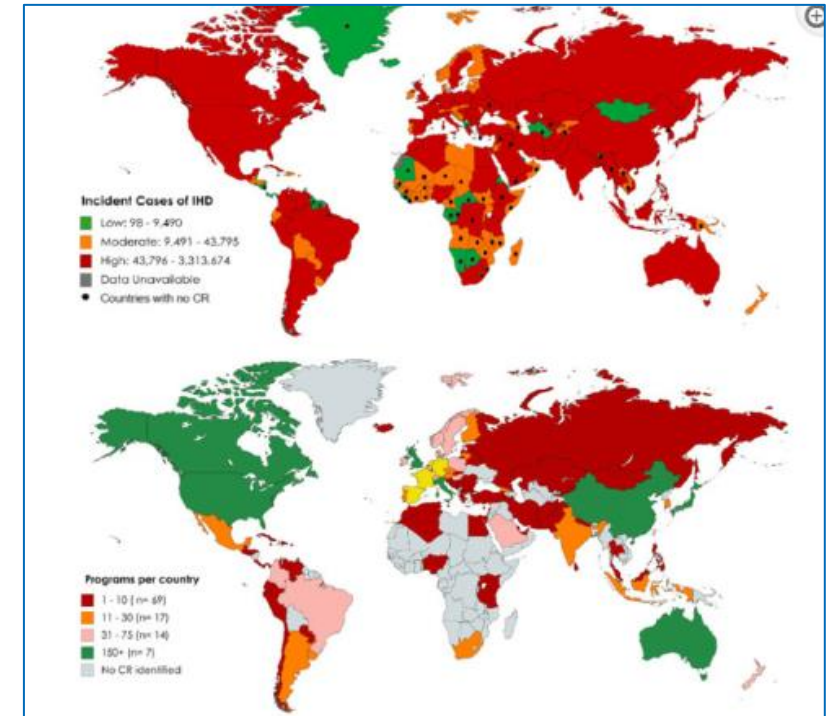 Incident Cases of IHD
Low: 98 - 9,490
Moderate: 9,491 - 43,795
High: 43,796 - 3,313,674
Data Unavailable
Countries with no CR
Programs per country
1 - 10 (n= 69)
11 - 30 (n= 17)
31 - 75 (n= 14)
150+ (n= 7)
No CR identified